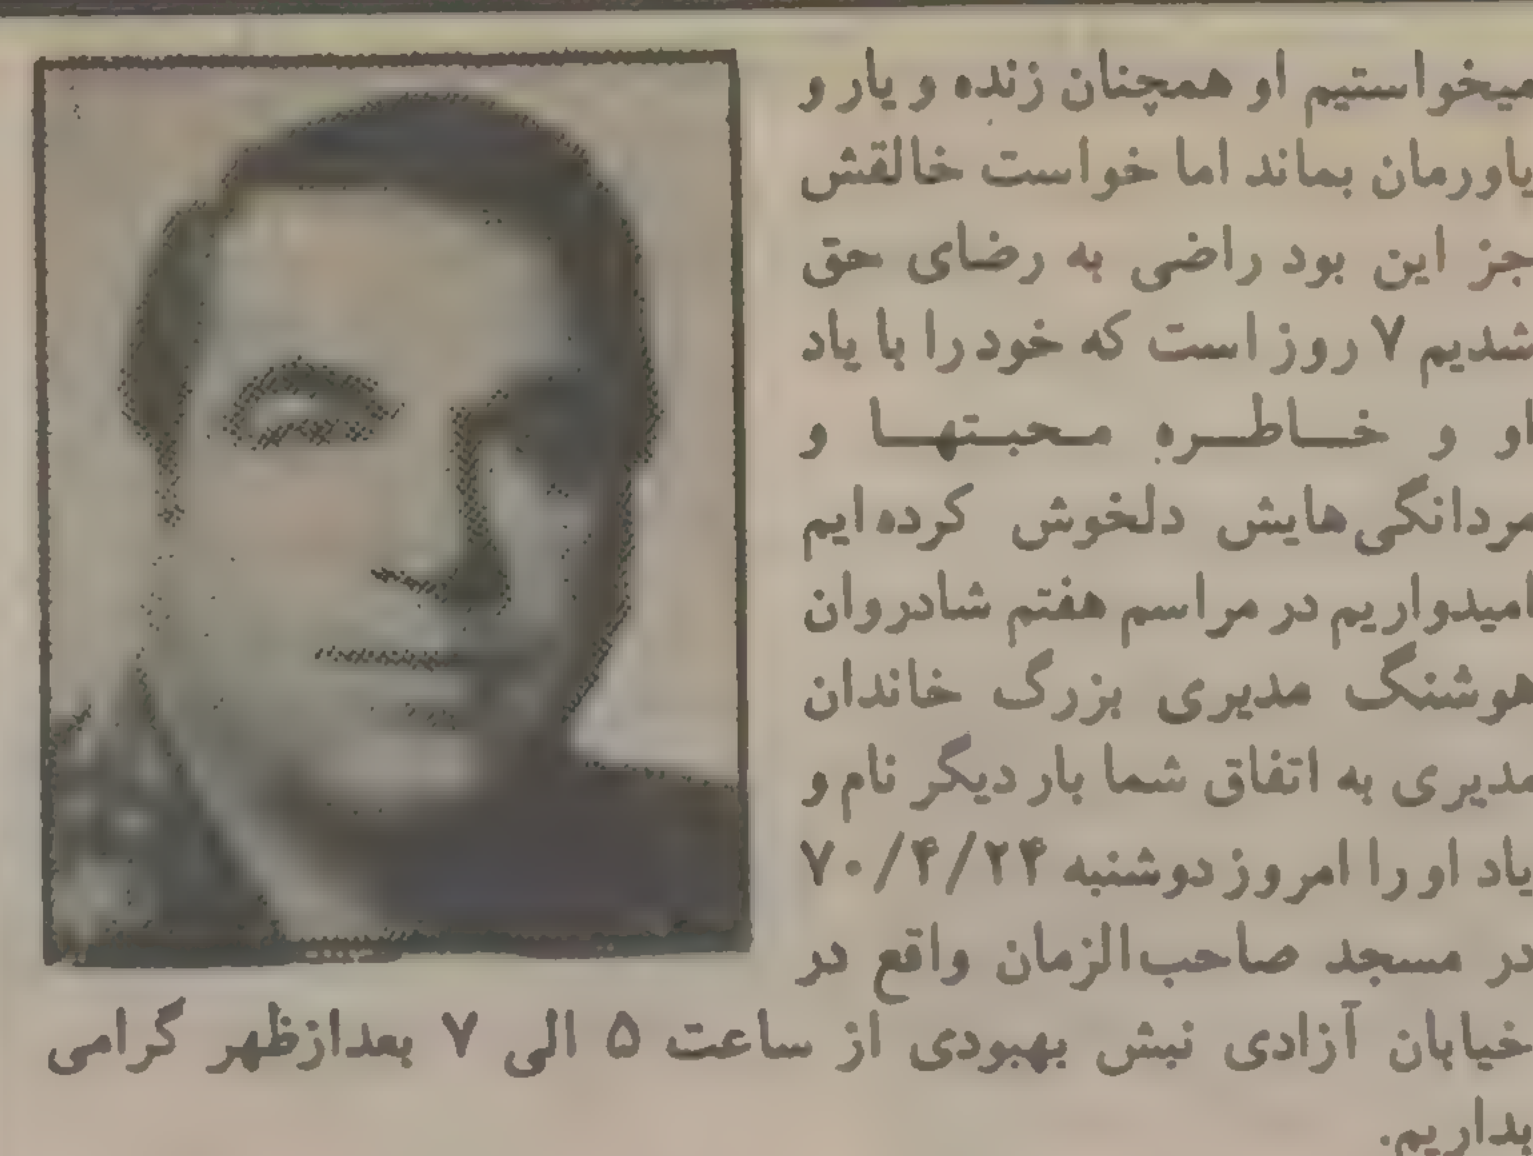 میخواستیم او همچنان زنده و یار و
یاورمان بماند اما خواست خالقش
جز این بود راضی به رضای حق
شدیم ۷ روز است که خود را با یاد
او و خاطره محبتها و
مردانگی‌هایش دلخوش کرده‌ایم
امیدواریم در مراسم هفتم شادروان
هوشنگ مدیری بزرگ خاندان
مدیری به اتفاق شما بار دیگر نام و
یاد او را امروز دوشنبه ۷۰/۴/۲۴
در مسجد صاحب‌الزمان واقع در
خیابان آزادی نبش بهبودی از ساعت ۵ الی ۷ بعدازظهر گرامی
بداریم.